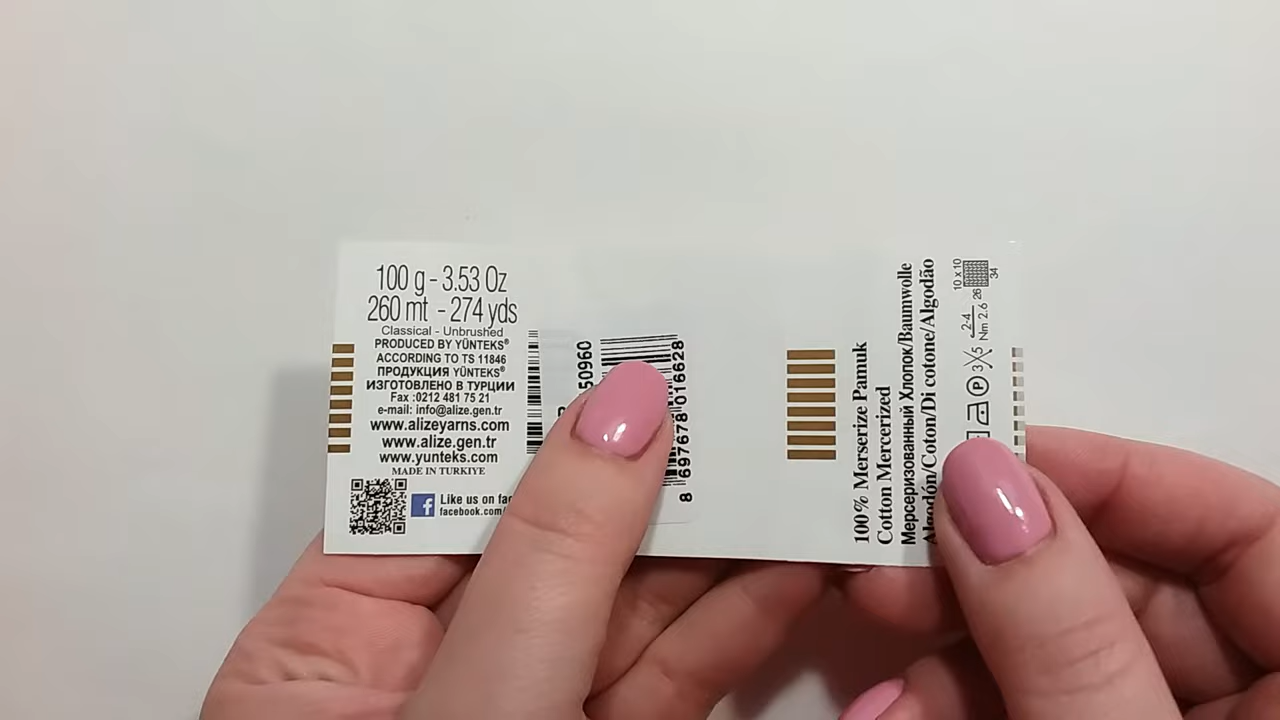 100 g - 3.53 Oz
260 mt - 274 yds
Classical - Unbrushed
PRODUCED BY YÜNTEKS®
ACCORDING TO TS 11846
ПРОДУКЦИЯ YÜNTEKS®
ИЗГОТОВЛЕНО В ТУРЦИИ
Fax :0212 481 75 21
e-mail: info@alize.gen.tr
www.alizeyarns.com
www.alize.gen.tr
www.yunteks.com
MADE IN TURKIYE
Like us on
facebook.com/
50960
8 697678 016628
100% Merserize Pamuk
Cotton Mercerized
Мерсеризованный Хлопок/Baumwolle
Algodón/Coton/Di cotone/Algodão
P 3 5 2-4
Nm 2.6 26
10 x 10
34